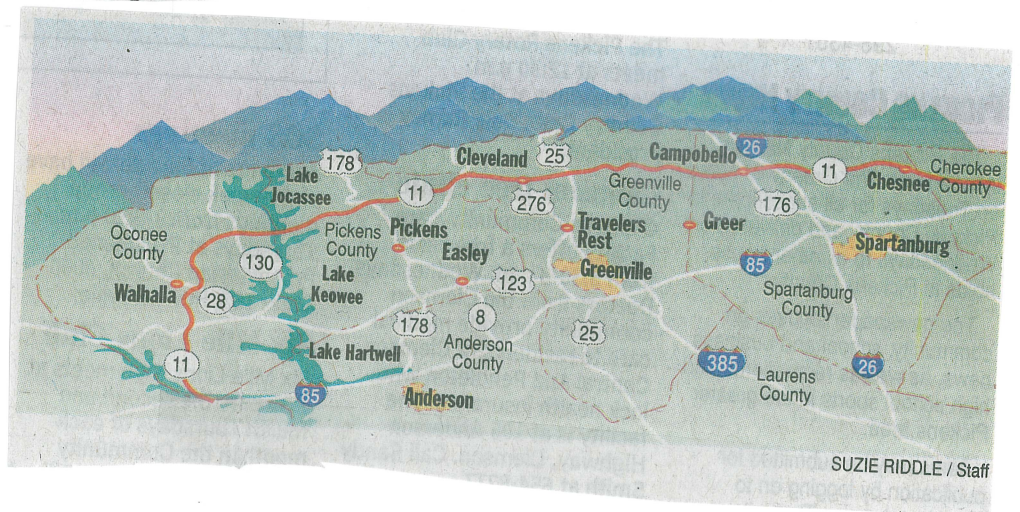 178
Lake
Jocassee
11
Cleveland
25
Campobello
26
11
Chesnee
Cherokee
County
Greenville
County
276
176
Oconee
County
Pickens
County
Pickens
Travelers
Rest
Greer
Spartanburg
Easley
130
Lake
Keowee
Greenville
85
Walhalla
28
123
Spartanburg
County
178
8
Anderson
County
25
11
Lake Hartwell
385
26
85
Laurens
County
Anderson
SUZIE RIDDLE / Staff